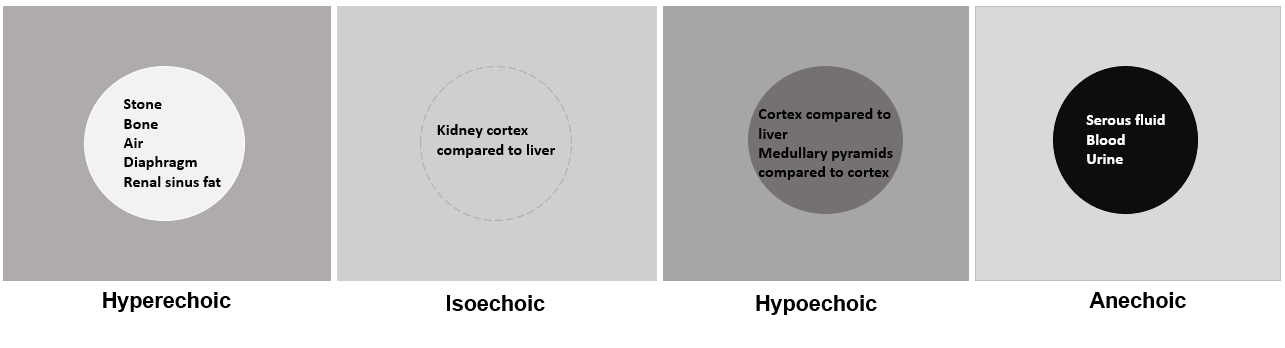 Stone
Bone
Air
Diaphragm
Renal sinus fat
Hyperechoic
Kidney cortex
compared to liver
Isoechoic
Cortex compared to
liver
Medullary pyramids
compared to cortex
Hypoechoic
Serous fluid
Blood
Urine
Anechoic